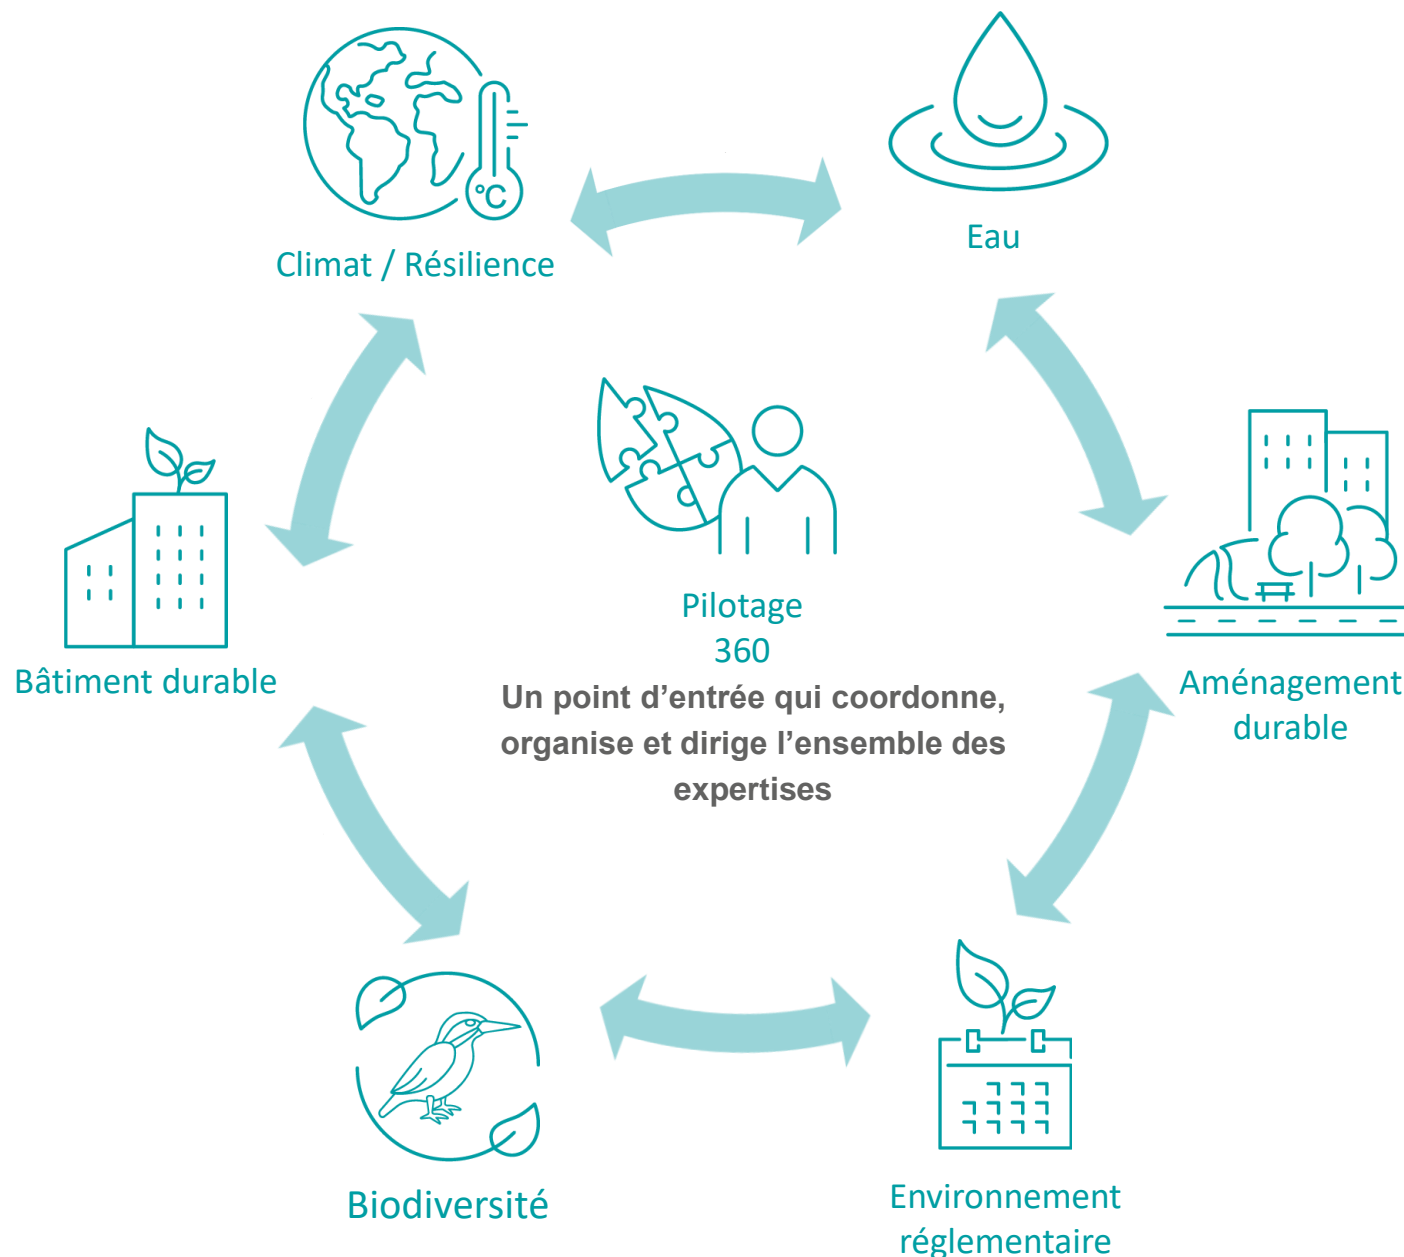 °C
Climat / Résilience
Eau
Bâtiment durable
Pilotage
360
Un point d’entrée qui coordonne,
organise et dirige l’ensemble des
expertises
Aménagement
durable
Biodiversité
Environnement
réglementaire